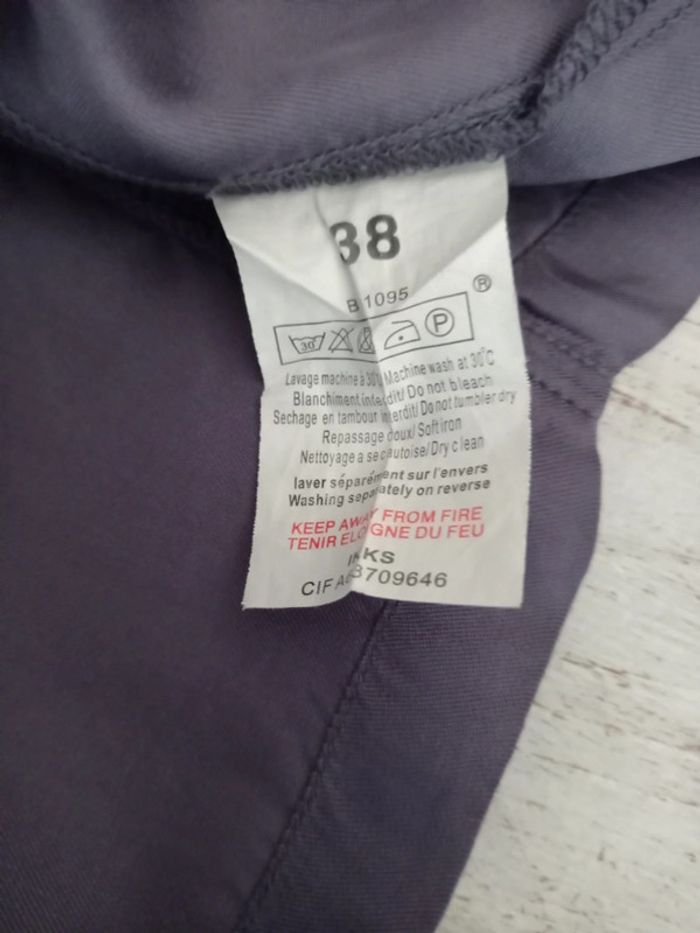 38
B 1095 ®
30 P
Lavage machine à 30°C/ Machine wash at 30°C
Blanchiment interdit/ Do not bleach
Sechage en tambour interdit/ Do not tumbler dry
Repassage doux/ Soft iron
Nettoyage a sec autoise/ Dry clean
laver séparément sur l'envers
Washing separately on reverse
KEEP AWAY FROM FIRE
TENIR ELOIGNE DU FEU
CIF